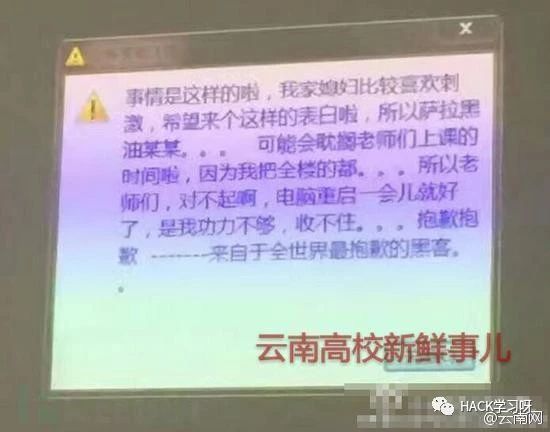 事情是这样的啦，我家媳妇比较喜欢刺
激，希望来个这样的表白啦，所以萨拉黑
油某某。。。 可能会耽搁老师们上课的
时间啦，因为我把全楼的都。。。所以老
师们，对不起啊，电脑重启一会儿就好
了，是我功力不够，收不住。。。抱歉抱
歉 -------来自于全世界最抱歉的黑客。
。
云南高校新鲜事儿
HACK学习呀
@云南网